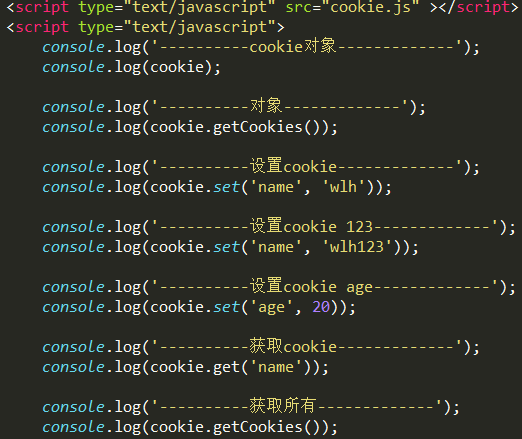 <script type="text/javascript" src="cookie.js" ></script>
<script type="text/javascript">
console.log('----------cookie对象-------------');
console.log(cookie);
console.log('----------对象-------------');
console.log(cookie.getCookies());
console.log('----------设置cookie-------------');
console.log(cookie.set('name', 'wlh'));
console.log('----------设置cookie 123-------------');
console.log(cookie.set('name', 'wlh123'));
console.log('----------设置cookie age-------------');
console.log(cookie.set('age', 20));
console.log('----------获取cookie-------------');
console.log(cookie.get('name'));
console.log('----------获取所有-------------');
console.log(cookie.getCookies());